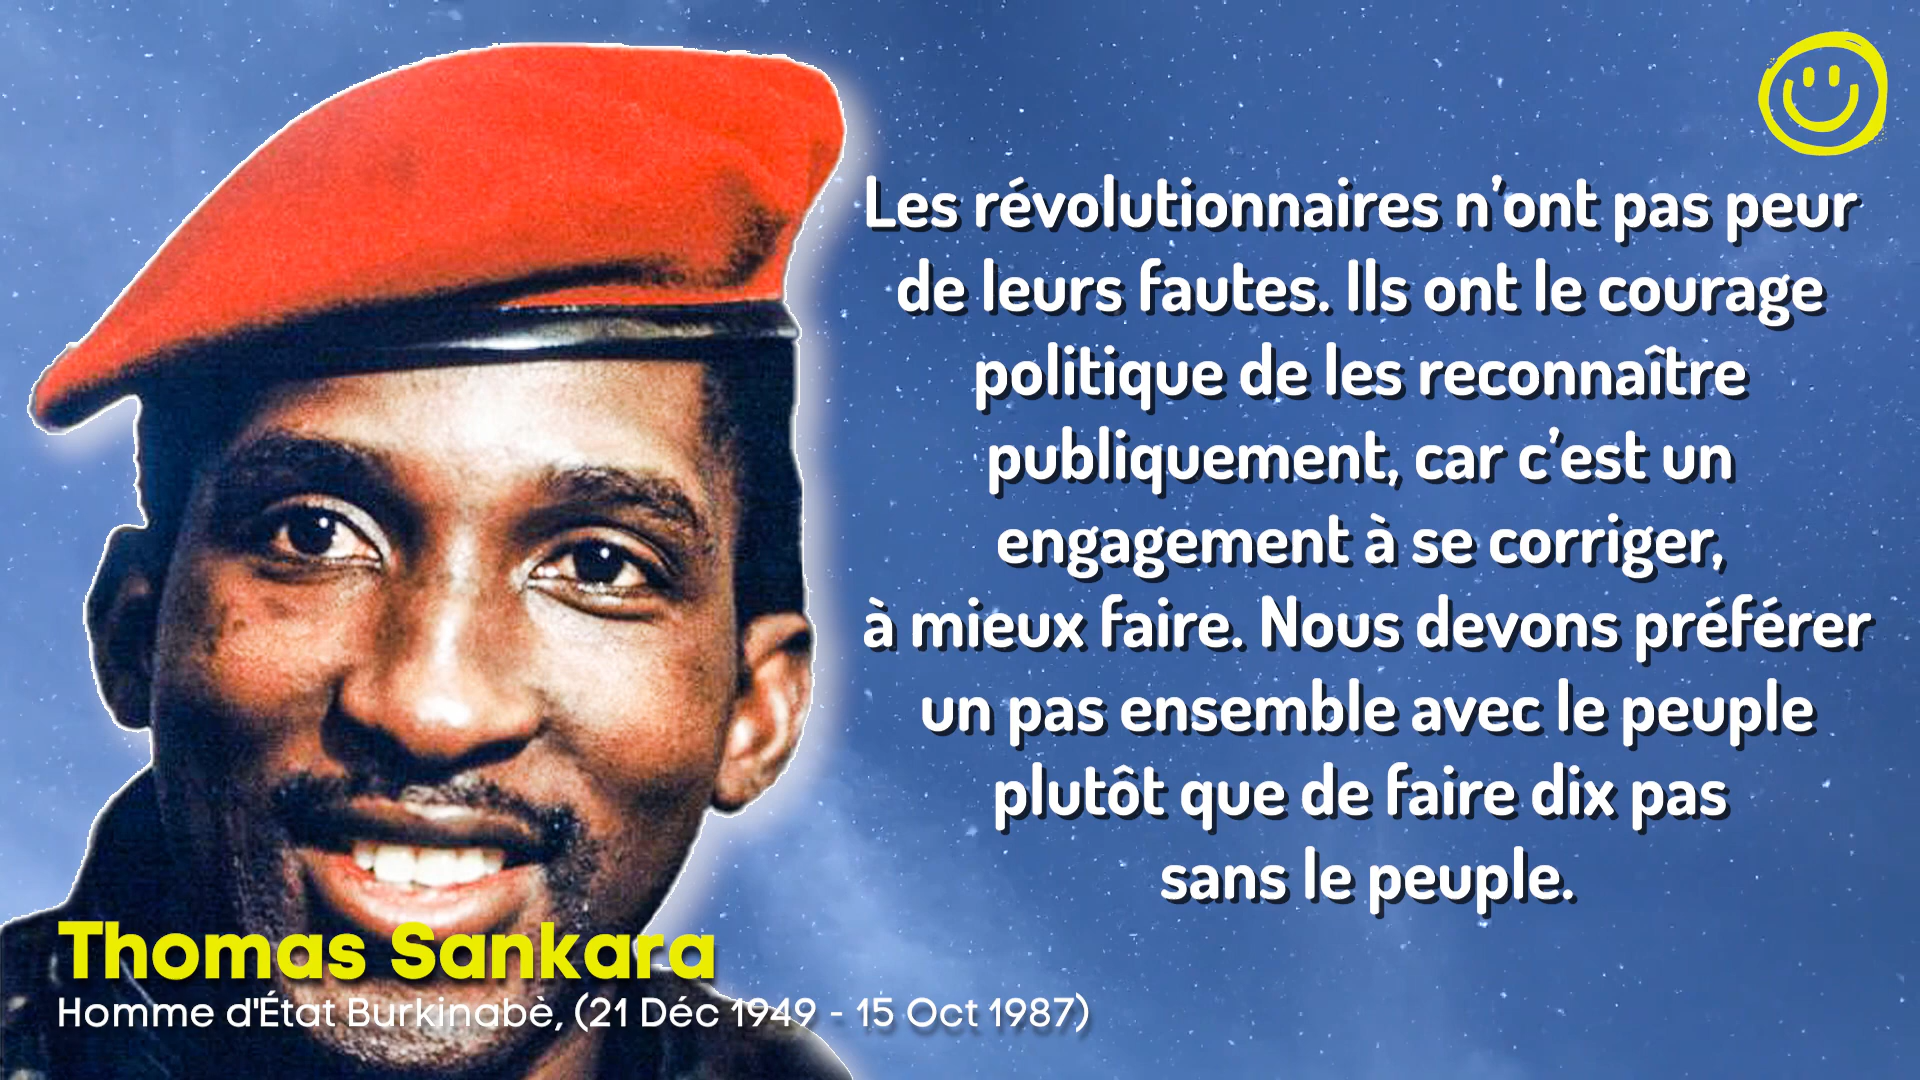 Les révolutionnaires n’ont pas peur
de leurs fautes. Ils ont le courage
politique de les reconnaître
publiquement, car c’est un
engagement à se corriger,
à mieux faire. Nous devons préférer
un pas ensemble avec le peuple
plutôt que de faire dix pas
sans le peuple.
Thomas Sankara
Homme d"État Burkinabè, (21 Déc 1949 - 15 Oct 1987)